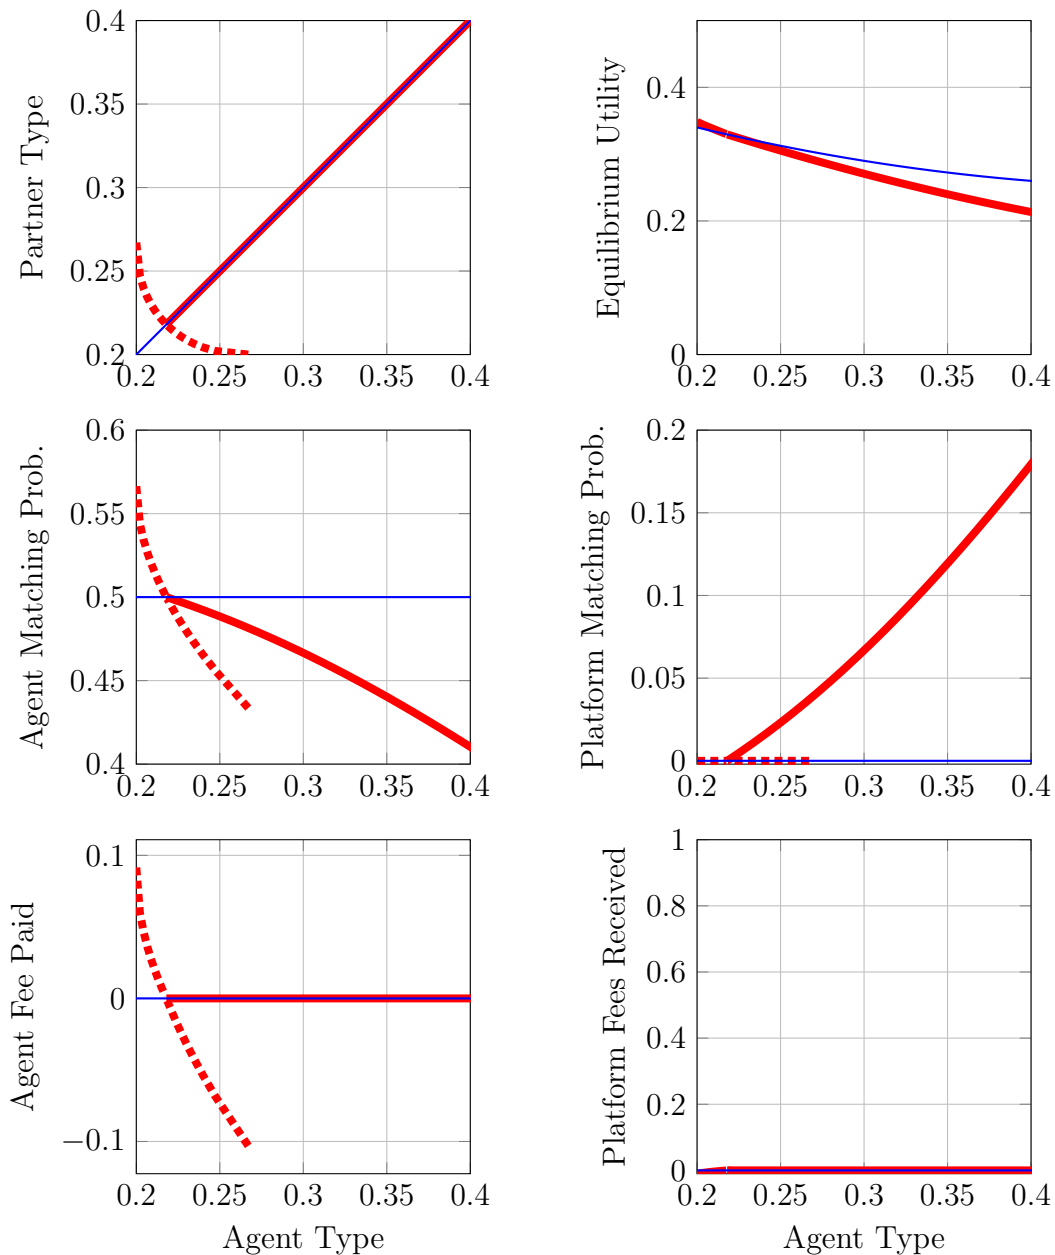 0.4
0.35
0.3
0.25
0.2
Partner Type
0.2 0.25 0.3 0.35 0.4
0.4
0.2
0
Equilibrium Utility
0.2 0.25 0.3 0.35 0.4
0.6
0.55
0.5
0.45
0.4
Agent Matching Prob.
0.2 0.25 0.3 0.35 0.4
0.2
0.15
0.1
0.05
0
Platform Matching Prob.
0.2 0.25 0.3 0.35 0.4
0.1
0
−0.1
Agent Fee Paid
0.2 0.25 0.3 0.35 0.4
Agent Type
1
0.8
0.6
0.4
0.2
0
Platform Fees Received
0.2 0.25 0.3 0.35 0.4
Agent Type